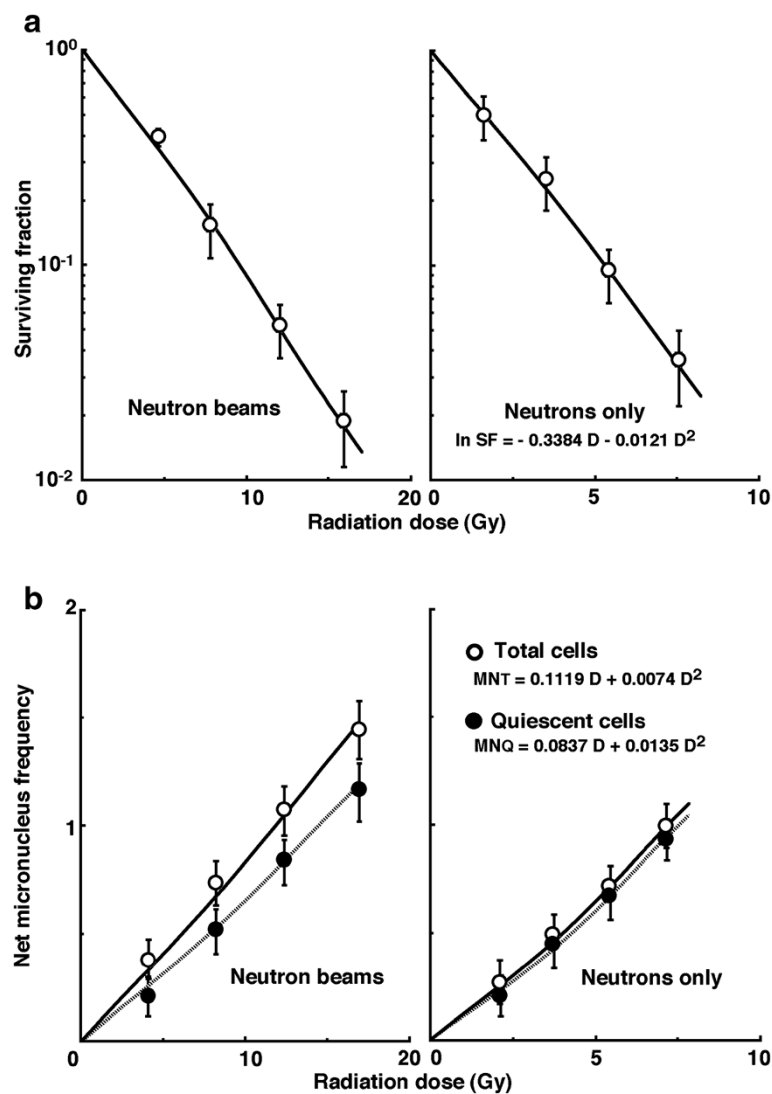 a
10⁰
10⁻¹
10⁻²
Surviving fraction
Neutron beams
Neutrons only
ln SF = - 0.3384 D - 0.0121 D²
0 10 20
0 5 10
Radiation dose (Gy)
b
2
1
Net micronucleus frequency
Total cells
MNT = 0.1119 D + 0.0074 D²
Quiescent cells
MNQ = 0.0837 D + 0.0135 D²
Neutron beams
Neutrons only
0 10 20
0 5 10
Radiation dose (Gy)